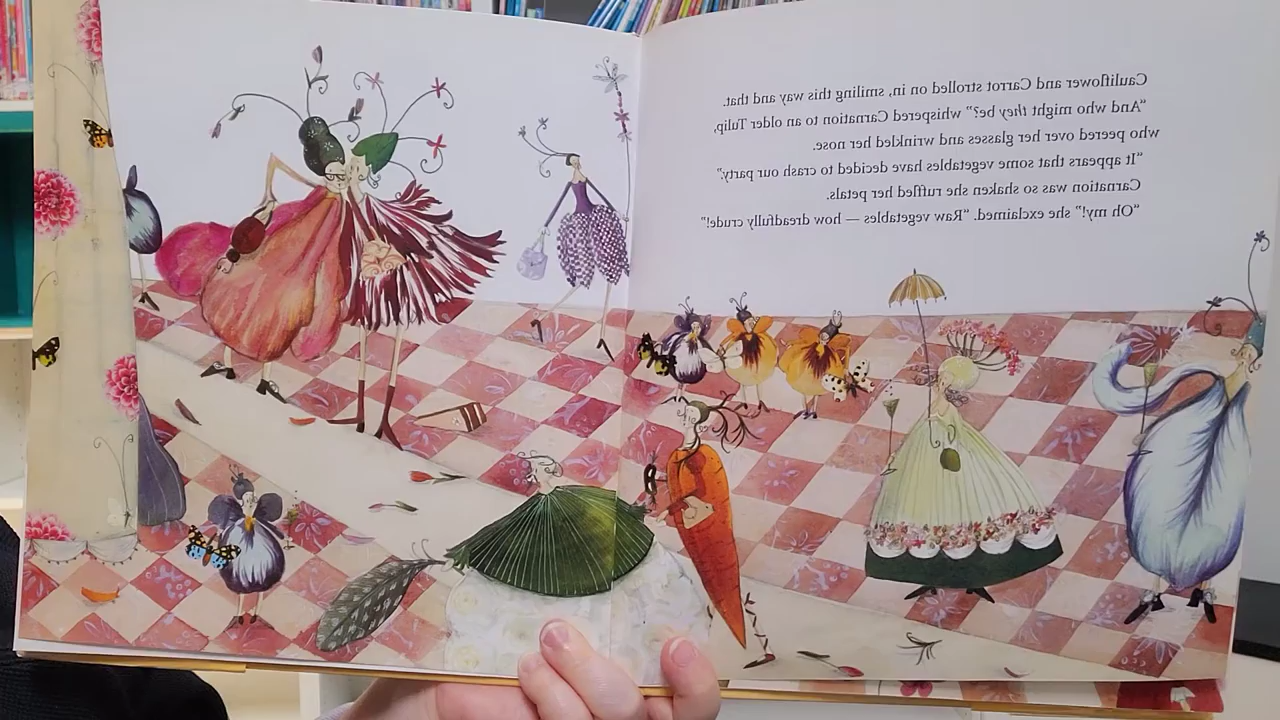 Cauliflower and Carrot strolled on in, smiling this way and that.
“And who might they be?” whispered Carnation to an older Tulip,
who peered over her glasses and wrinkled her nose.
“It appears that some vegetables have decided to crash our party.”
Carnation was so shaken she ruffled her petals.
“Oh my!” she exclaimed. “Raw vegetables — how dreadfully crude!”